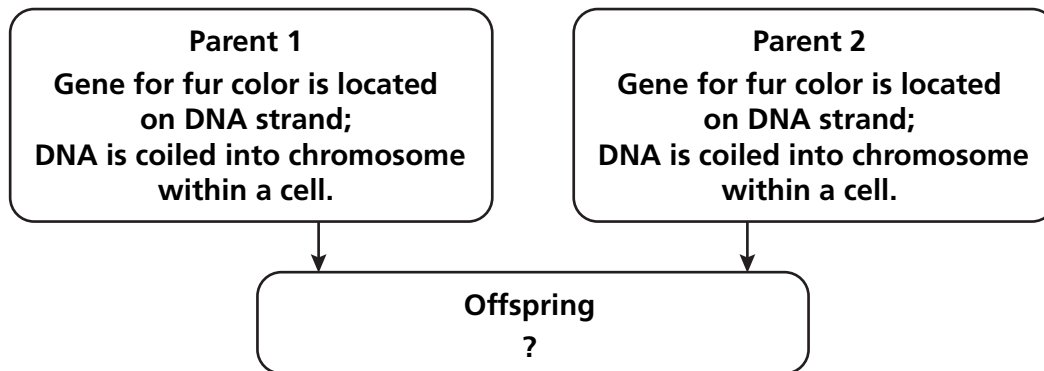 Parent 1
Gene for fur color is located
on DNA strand;
DNA is coiled into chromosome
within a cell.
Parent 2
Gene for fur color is located
on DNA strand;
DNA is coiled into chromosome
within a cell.
Offspring
?